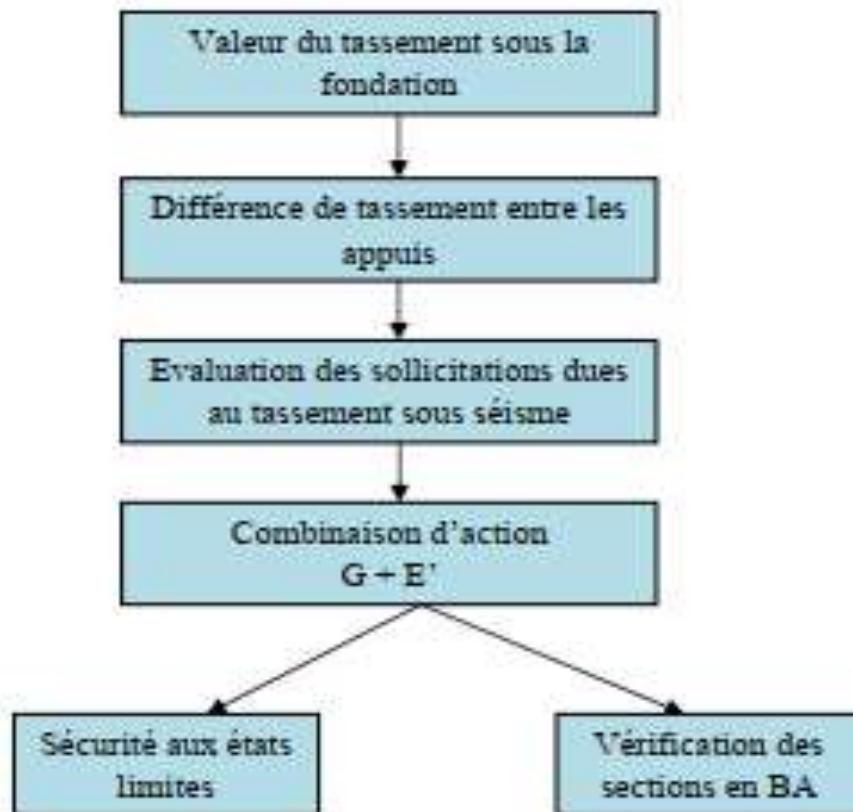 Valeur du tassement sous la
fondation
Différence de tassement entre les
appuis
Evaluation des sollicitations dues
au tassement sous séisme
Combinaison d’action
G + E’
Sécurité aux états
limites
Vérification des
sections en BA